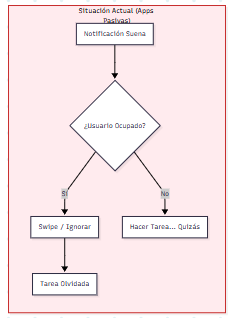 Situación Actual (Apps
Pasivas)
Notificación Suena
¿Usuario Ocupado?
Sí
No
Swipe / Ignorar
Hacer Tarea... Quizás
Tarea Olvidada